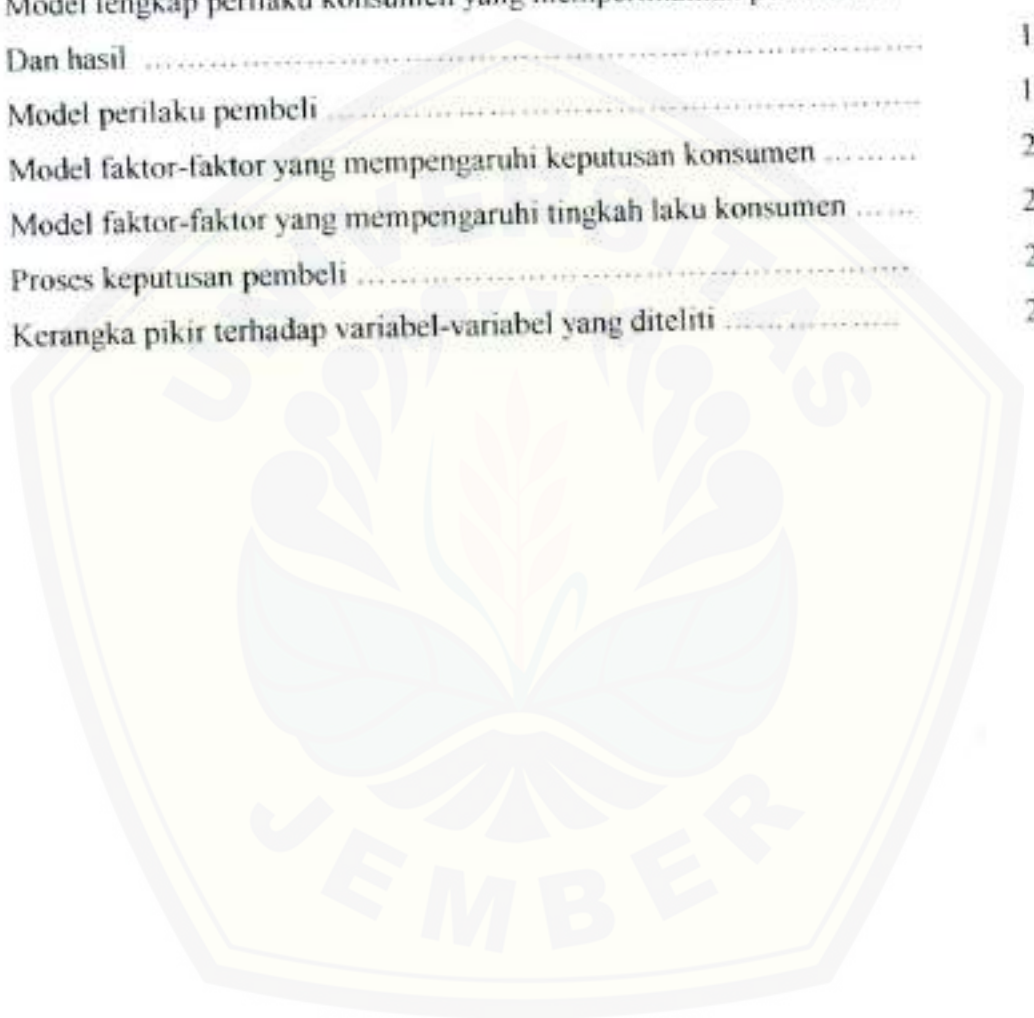 Model lengkap perilaku konsumen yang
Dan hasil ........................................ 1
Model perilaku pembeli ........................................ 1
Model faktor-faktor yang mempengaruhi keputusan konsumen ......... 2
Model faktor-faktor yang mempengaruhi tingkah laku konsumen ...... 2
Proses keputusan pembeli ........................................ 2
Kerangka pikir terhadap variabel-variabel yang diteliti .................. 2
UNIVERSITAS
JEMBER